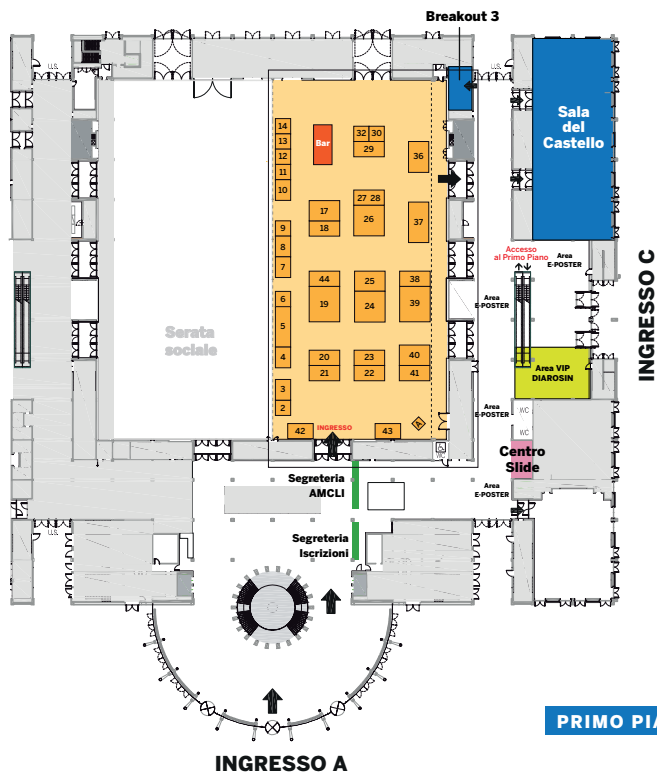 Breakout 3
U.S.
U.S.
Sala
del
Castello
14
13
12
11
10
Bar
32 30
29
36
27 28
26
17
18
37
9
8
7
Accesso
al Primo Piano
Area
E-POSTER
INGRESSO C
44
19
25
24
38
39
Area
E-POSTER
6
5
4
Serata
sociale
20
21
23
22
40
41
Area VIP
DIAROSIN
3
2
42
INGRESSO
43
A
Area
E-POSTER
WC
WC
WC
Centro
Slide
Segreteria
AMCLI
Area
E-POSTER
Segreteria
Iscrizioni
U.S.
U.S.
PRIMO PIA
INGRESSO A